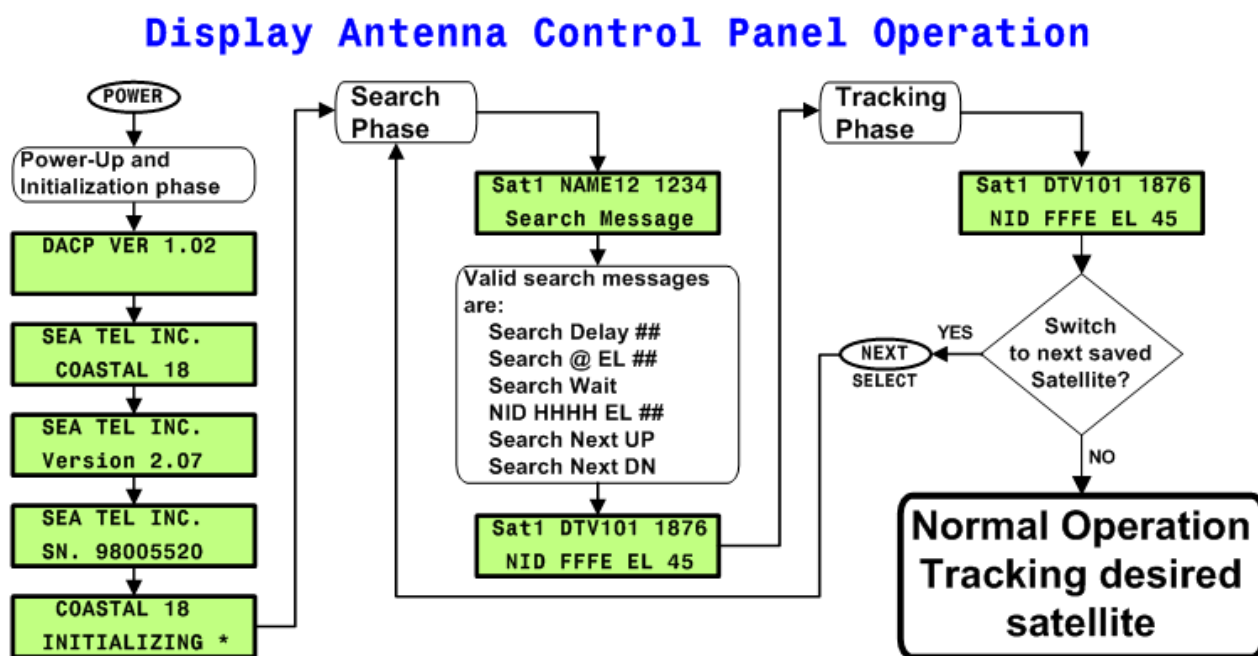 Display Antenna Control Panel Operation
POWER
Power-Up and
Initialization phase
DACP VER 1.02
SEA TEL INC.
COASTAL 18
SEA TEL INC.
Version 2.07
SEA TEL INC.
SN. 98005520
COASTAL 18
INITIALIZING *
Search
Phase
Sat1 NAME12 1234
Search Message
Valid search messages
are:
Search Delay ##
Search @ EL ##
Search Wait
NID HHHH EL ##
Search Next UP
Search Next DN
Sat1 DTV101 1876
NID FFFE EL 45
Tracking
Phase
Sat1 DTV101 1876
NID FFFE EL 45
Switch
to next saved
Satellite?
YES
NEXT
SELECT
NO
Normal Operation
Tracking desired
satellite